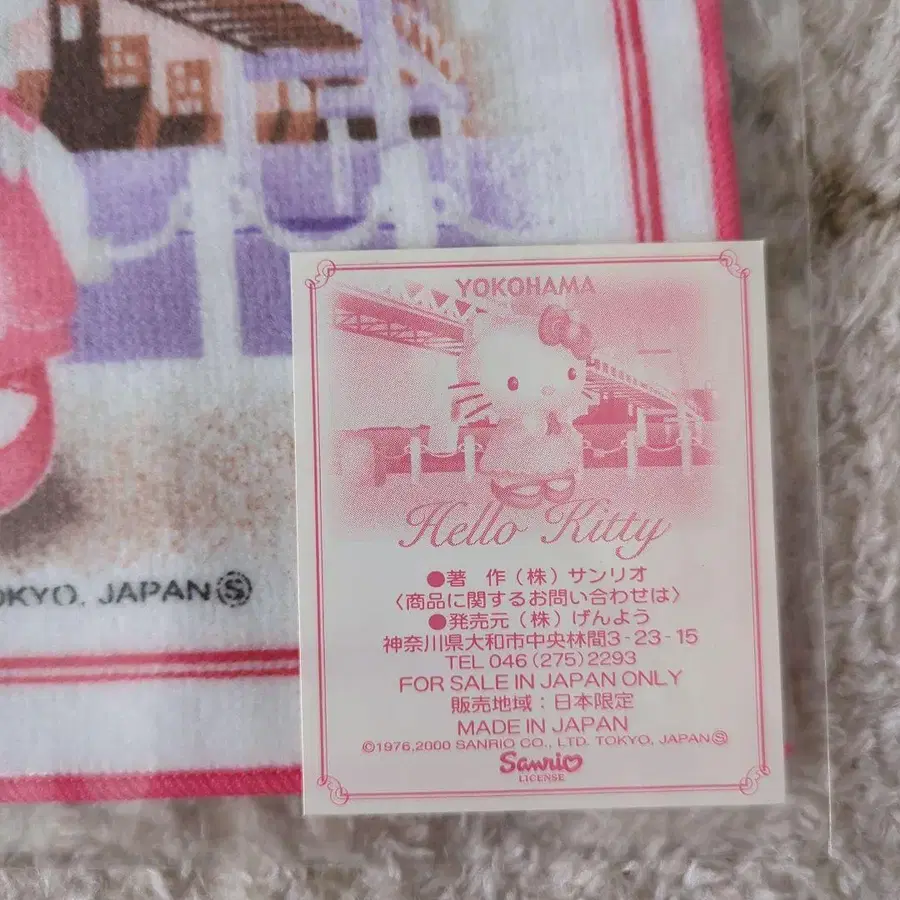 YOKOHAMA
Hello Kitty
●著 作(株)サンリオ
〈商品に関するお問い合わせは〉
●発売元(株)げんよう
神奈川県大和市中央林間3-23-15
TEL 046(275)2293
FOR SALE IN JAPAN ONLY
販売地域:日本限定
MADE IN JAPAN
©1976,2000 SANRIO CO., LTD. TOKYO, JAPANⓈ
Sanrio
LICENSE
OKYO, JAPANⓈ